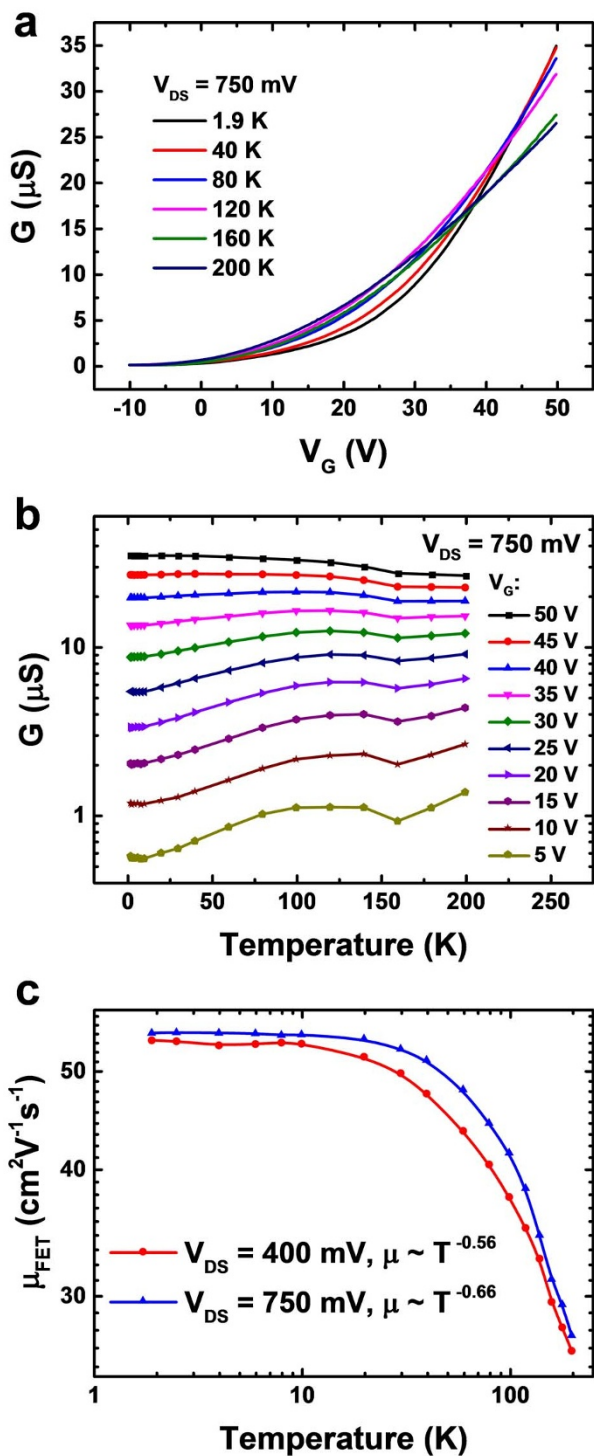 a
35
30
25
20
15
10
5
0
G (μS)
V_DS = 750 mV
1.9 K
40 K
80 K
120 K
160 K
200 K
-10 0 10 20 30 40 50
V_G (V)
b
V_DS = 750 mV
V_G:
50 V
45 V
40 V
35 V
30 V
25 V
20 V
15 V
10 V
5 V
10
1
G (μS)
0 50 100 150 200 250
Temperature (K)
c
50
40
30
μ_FET (cm²V⁻¹s⁻¹)
V_DS = 400 mV, μ ~ T^-0.56
V_DS = 750 mV, μ ~ T^-0.66
1 10 100
Temperature (K)